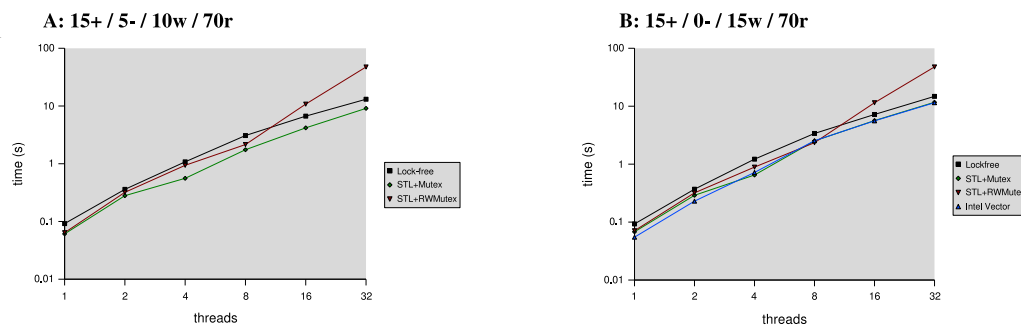 A: 15+ / 5- / 10w / 70r
100
10
1
0.1
0.01
time (s)
1 2 4 8 16 32
threads
Lock-free
STL+Mutex
STL+RWMutex
B: 15+ / 0- / 15w / 70r
100
10
1
0.1
0.01
time (s)
1 2 4 8 16 32
threads
Lockfree
STL+Mutex
STL+RWMute
Intel Vector